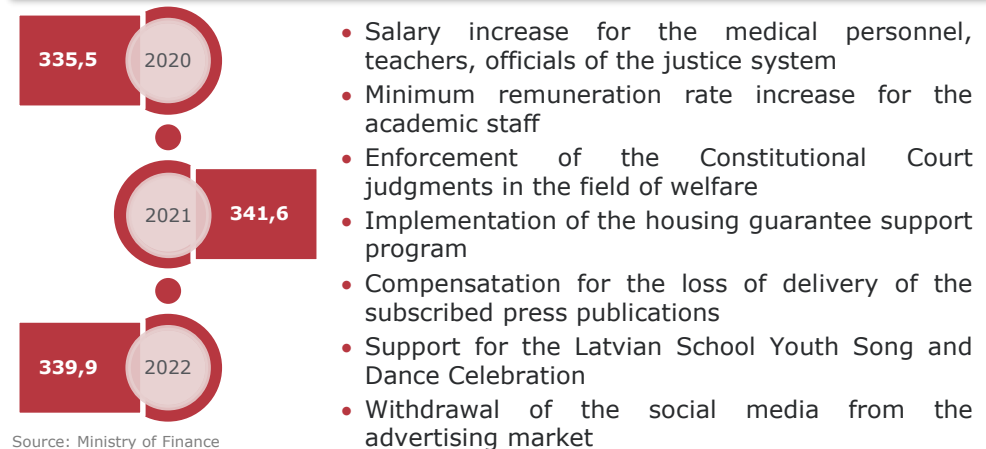 335,5
2020
2021
341,6
339,9
2022
Source: Ministry of Finance
• Salary increase for the medical personnel,
teachers, officials of the justice system
• Minimum remuneration rate increase for the
academic staff
• Enforcement of the Constitutional Court
judgments in the field of welfare
• Implementation of the housing guarantee support
program
• Compensatation for the loss of delivery of the
subscribed press publications
• Support for the Latvian School Youth Song and
Dance Celebration
• Withdrawal of the social media from the
advertising market